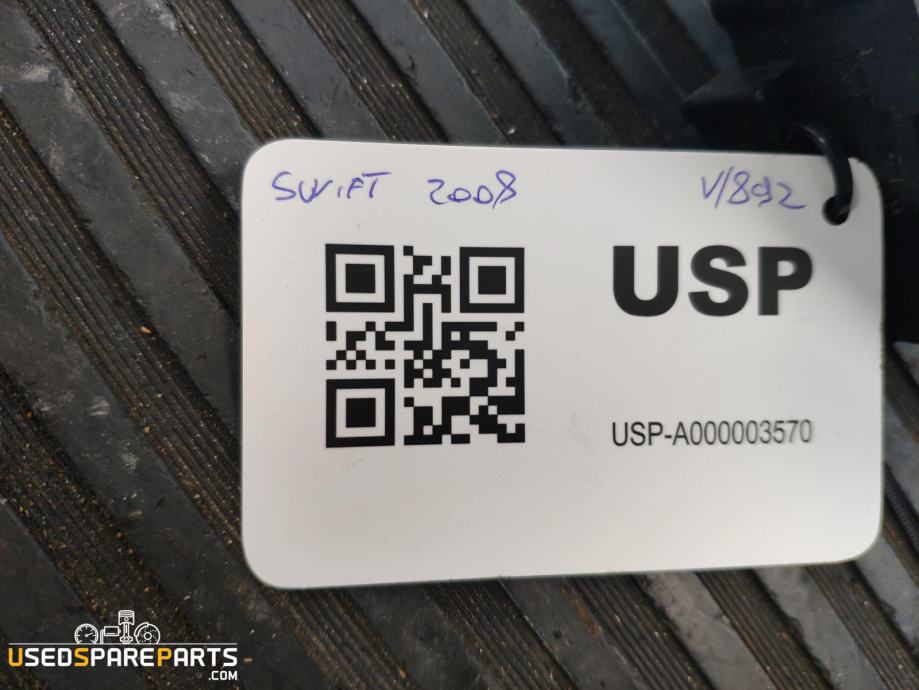 SWIFT 2008 V/892
USP
USP-A000003570
USEDSPAREPARTS
.COM